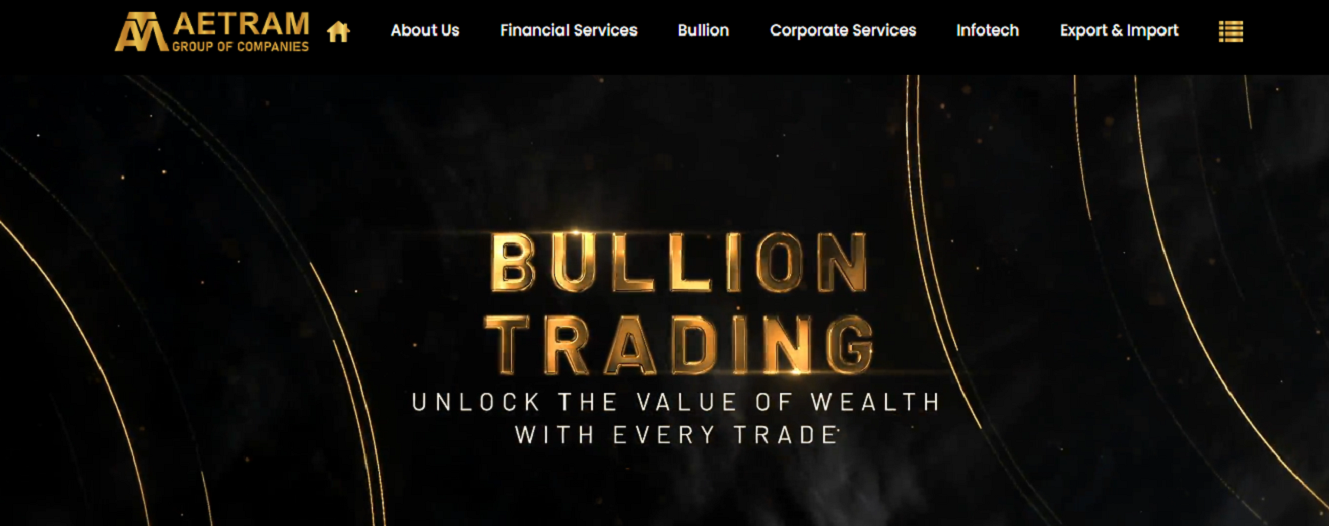 AETRAM
GROUP OF COMPANIES
About Us Financial Services Bullion Corporate Services Infotech Export & Import
BULLION
TRADING
UNLOCK THE VALUE OF WEALTH
WITH EVERY TRADE